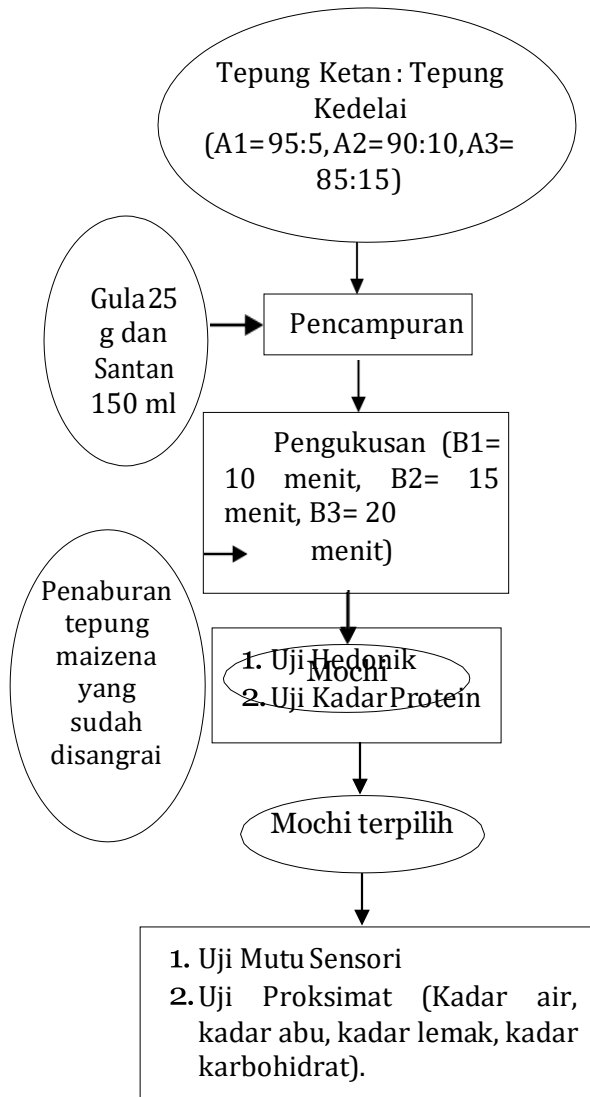 Tepung Ketan : Tepung
Kedelai
(A1= 95:5, A2= 90:10, A3=
85:15)
Gula 25
g dan
Santan
150 ml
Pencampuran
Pengukusan (B1=
10 menit, B2= 15
menit, B3= 20
menit)
Penaburan
tepung
maizena
yang
sudah
disangrai
Mochi
1. Uji Hedonik
2. Uji Kadar Protein
Mochi terpilih
1. Uji Mutu Sensori
2. Uji Proksimat (Kadar air,
kadar abu, kadar lemak, kadar
karbohidrat).